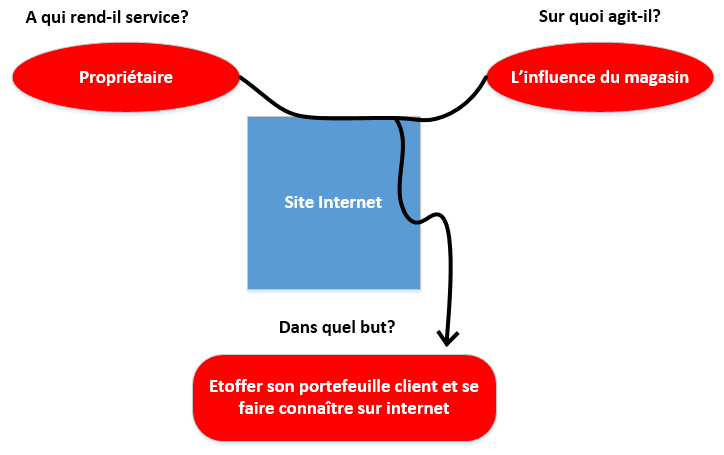 A qui rend-il service?
Sur quoi agit-il?
Propriétaire
L'influence du magasin
Site Internet
Dans quel but?
Etoffer son portefeuille client et se
faire connaître sur internet